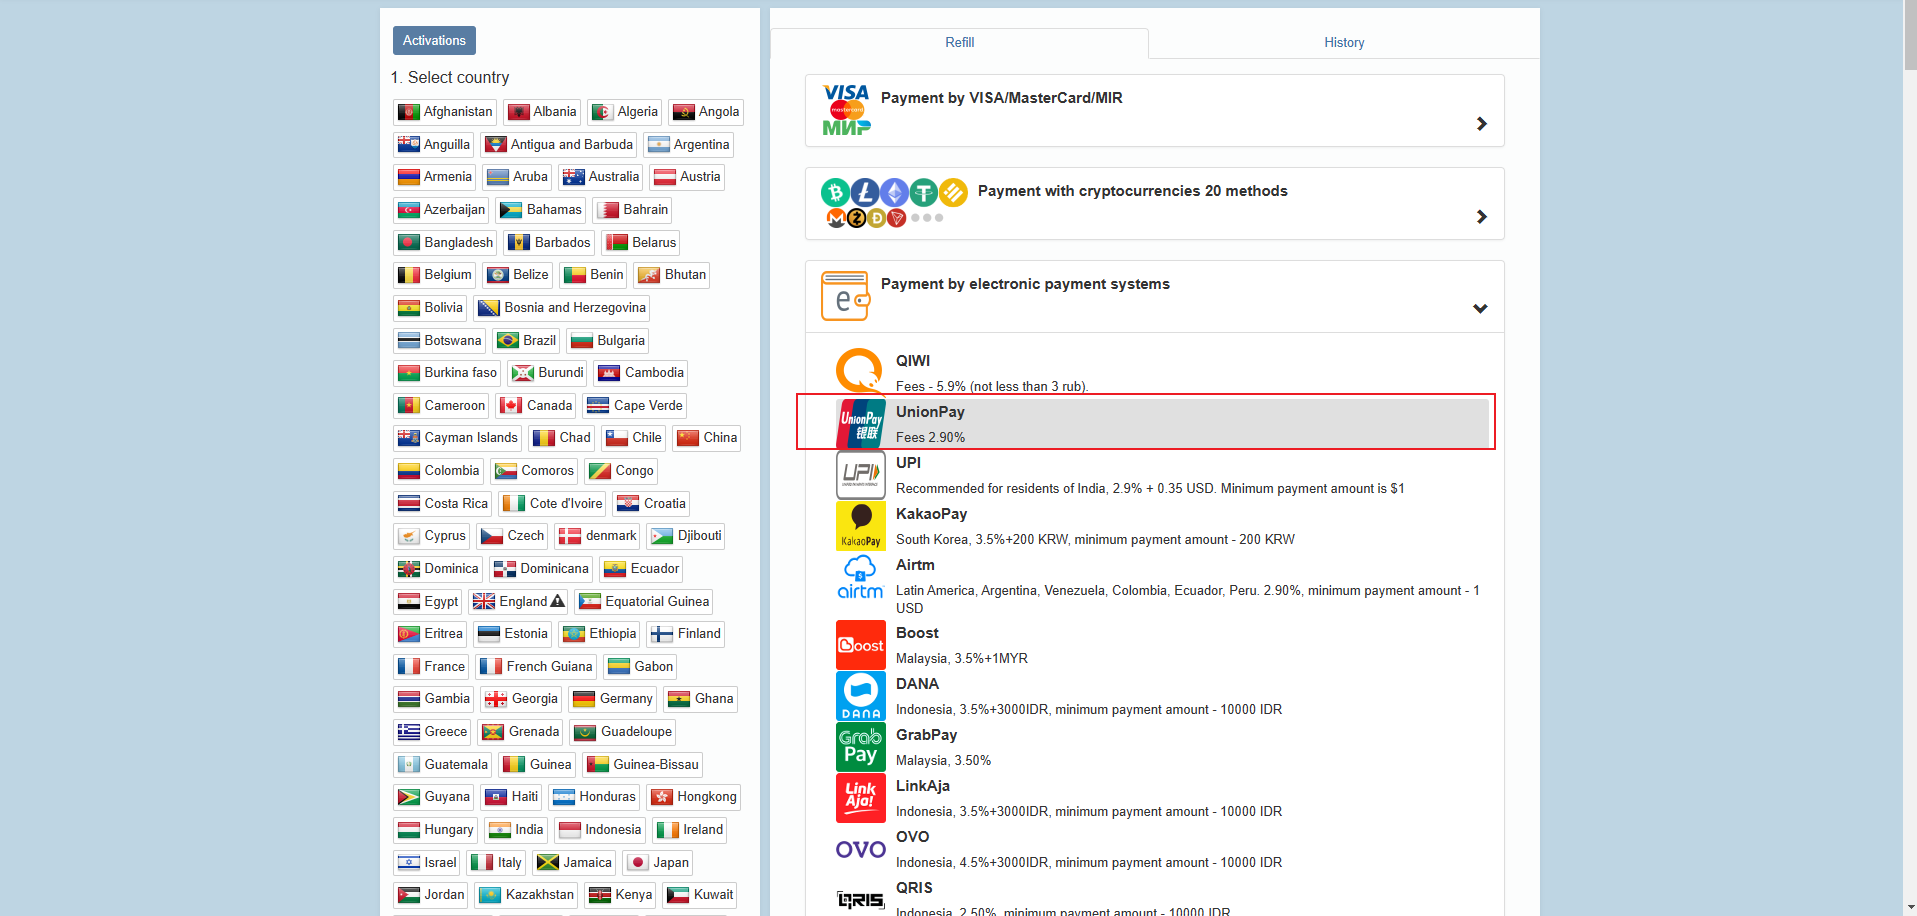 Activations
1. Select country
Afghanistan Albania Algeria Angola
Anguilla Antigua and Barbuda Argentina
Armenia Aruba Australia Austria
Azerbaijan Bahamas Bahrain
Bangladesh Barbados Belarus
Belgium Belize Benin Bhutan
Bolivia Bosnia and Herzegovina
Botswana Brazil Bulgaria
Burkina faso Burundi Cambodia
Cameroon Canada Cape Verde
Cayman Islands Chad Chile China
Colombia Comoros Congo
Costa Rica Cote d'Ivoire Croatia
Cyprus Czech denmark Djibouti
Dominica Dominicana Ecuador
Egypt England Equatorial Guinea
Eritrea Estonia Ethiopia Finland
France French Guiana Gabon
Gambia Georgia Germany Ghana
Greece Grenada Guadeloupe
Guatemala Guinea Guinea-Bissau
Guyana Haiti Honduras Hongkong
Hungary India Indonesia Ireland
Israel Italy Jamaica Japan
Jordan Kazakhstan Kenya Kuwait
Refill History
VISA
mastercard
МИР
Payment by VISA/MasterCard/MIR
Payment with cryptocurrencies 20 methods
e
Payment by electronic payment systems
QIWI
Fees - 5.9% (not less than 3 rub).
UnionPay
银联
UnionPay
Fees 2.90%
UPI
UPI
Recommended for residents of India, 2.9% + 0.35 USD. Minimum payment amount is $1
KakaoPay
KakaoPay
South Korea, 3.5%+200 KRW, minimum payment amount - 200 KRW
airtm
Airtm
Latin America, Argentina, Venezuela, Colombia, Ecuador, Peru. 2.90%, minimum payment amount - 1
USD
Boost
Boost
Malaysia, 3.5%+1MYR
DANA
DANA
Indonesia, 3.5%+3000IDR, minimum payment amount - 10000 IDR
Grab
Pay
GrabPay
Malaysia, 3.50%
Link
Aja!
LinkAja
Indonesia, 3.5%+3000IDR, minimum payment amount - 10000 IDR
OVO
OVO
Indonesia, 4.5%+3000IDR, minimum payment amount - 10000 IDR
QRIS
QRIS
Indonesia, 2.50%, minimum payment amount - 10000 IDR